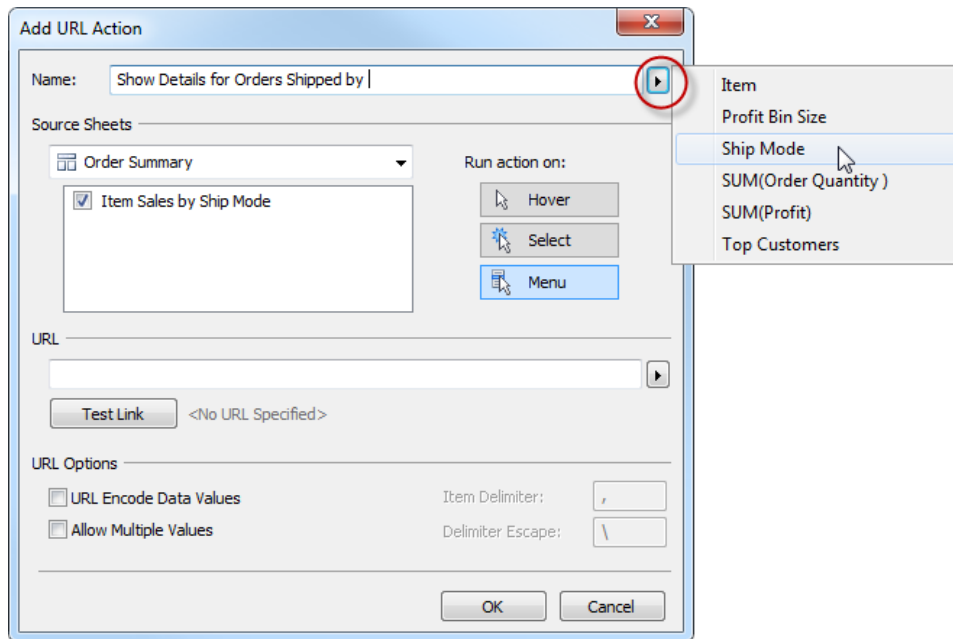 Add URL Action
Name: Show Details for Orders Shipped by
Item
Profit Bin Size
Ship Mode
SUM(Order Quantity )
SUM(Profit)
Top Customers
Source Sheets
Order Summary
Item Sales by Ship Mode
Run action on:
Hover
Select
Menu
URL
Test Link <No URL Specified>
URL Options
URL Encode Data Values
Allow Multiple Values
Item Delimiter: ,
Delimiter Escape: \
OK Cancel